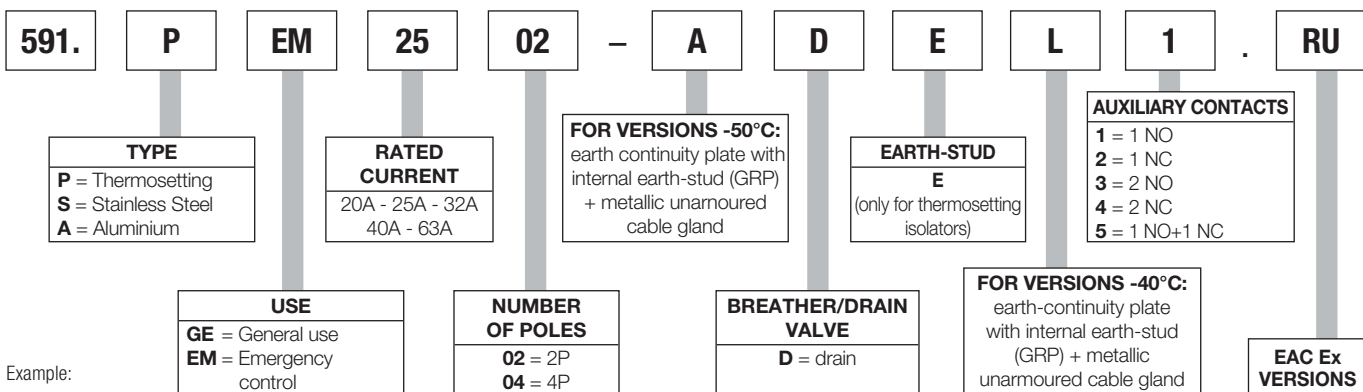 591. P EM 25 02 – A D E L 1 . RU
TYPE
P = Thermosetting
S = Stainless Steel
A = Aluminium
RATED
CURRENT
20A - 25A - 32A
40A - 63A
FOR VERSIONS -50°C:
earth continuity plate with
internal earth-stud (GRP)
+ metallic unarnoured
cable gland
EARTH-STUD
E
(only for thermosetting
isolators)
AUXILIARY CONTACTS
1 = 1 NO
2 = 1 NC
3 = 2 NO
4 = 2 NC
5 = 1 NO+1 NC
USE
GE = General use
EM = Emergency
control
NUMBER
OF POLES
02 = 2P
04 = 4P
BREATHER/DRAIN
VALVE
D = drain
FOR VERSIONS -40°C:
earth-continuity plate
with internal earth-stud
(GRP) + metallic
unarmoured cable gland
EAC Ex
VERSIONS
Example: